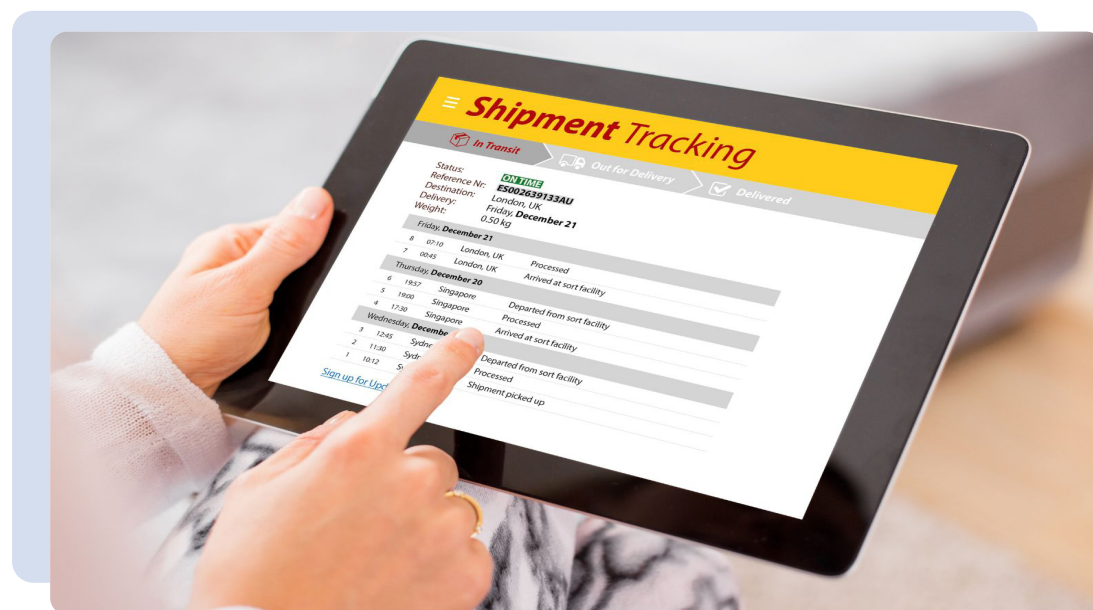 Shipment Tracking
In Transit
Out for Delivery
Delivered
Status: ON TIME
Reference Nr: ES002639133AU
Destination: London, UK
Delivery: Friday, December 21
Weight: 0.50 kg
Friday, December 21
8 07:10 London, UK Processed
7 00:45 London, UK Arrived at sort facility
Thursday, December 20
6 19:57 Singapore Departed from sort facility
5 19:00 Singapore Processed
4 17:30 Singapore Arrived at sort facility
Wednesday,
3 12:45 Departed from sort facility
2 11:30 Processed
1 10:12 Shipment picked up
Sign up for